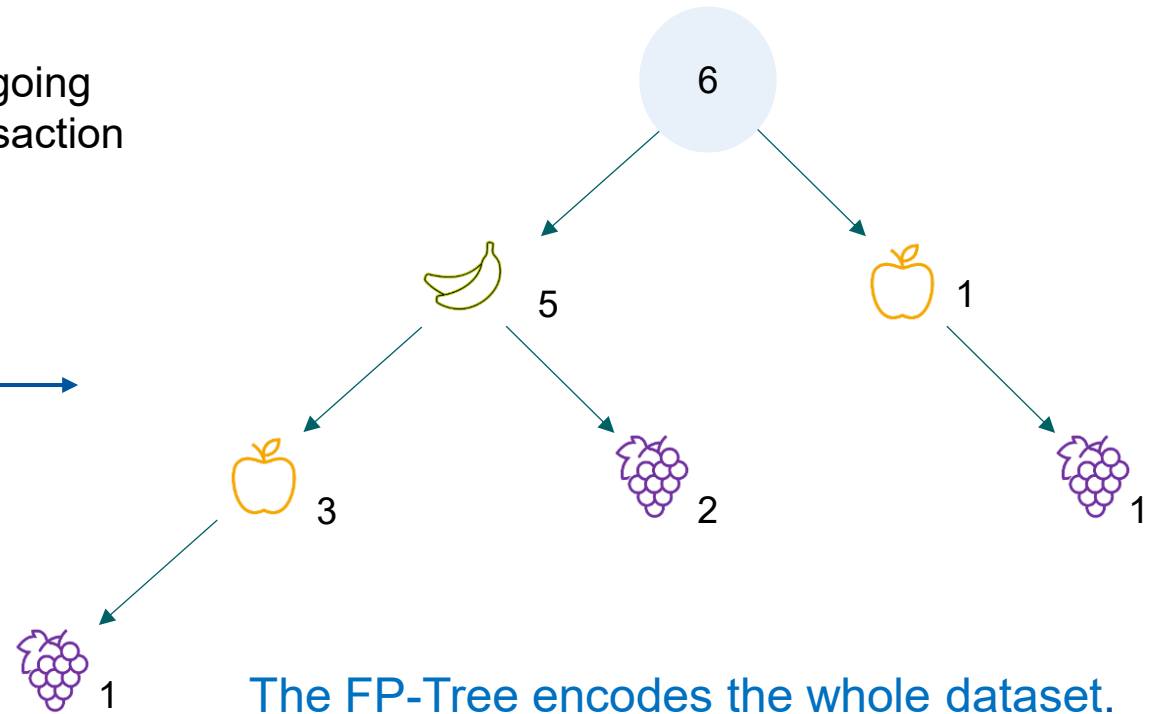 going
saction
6
5
1
3
2
1
1
The FP-Tree encodes the whole dataset.